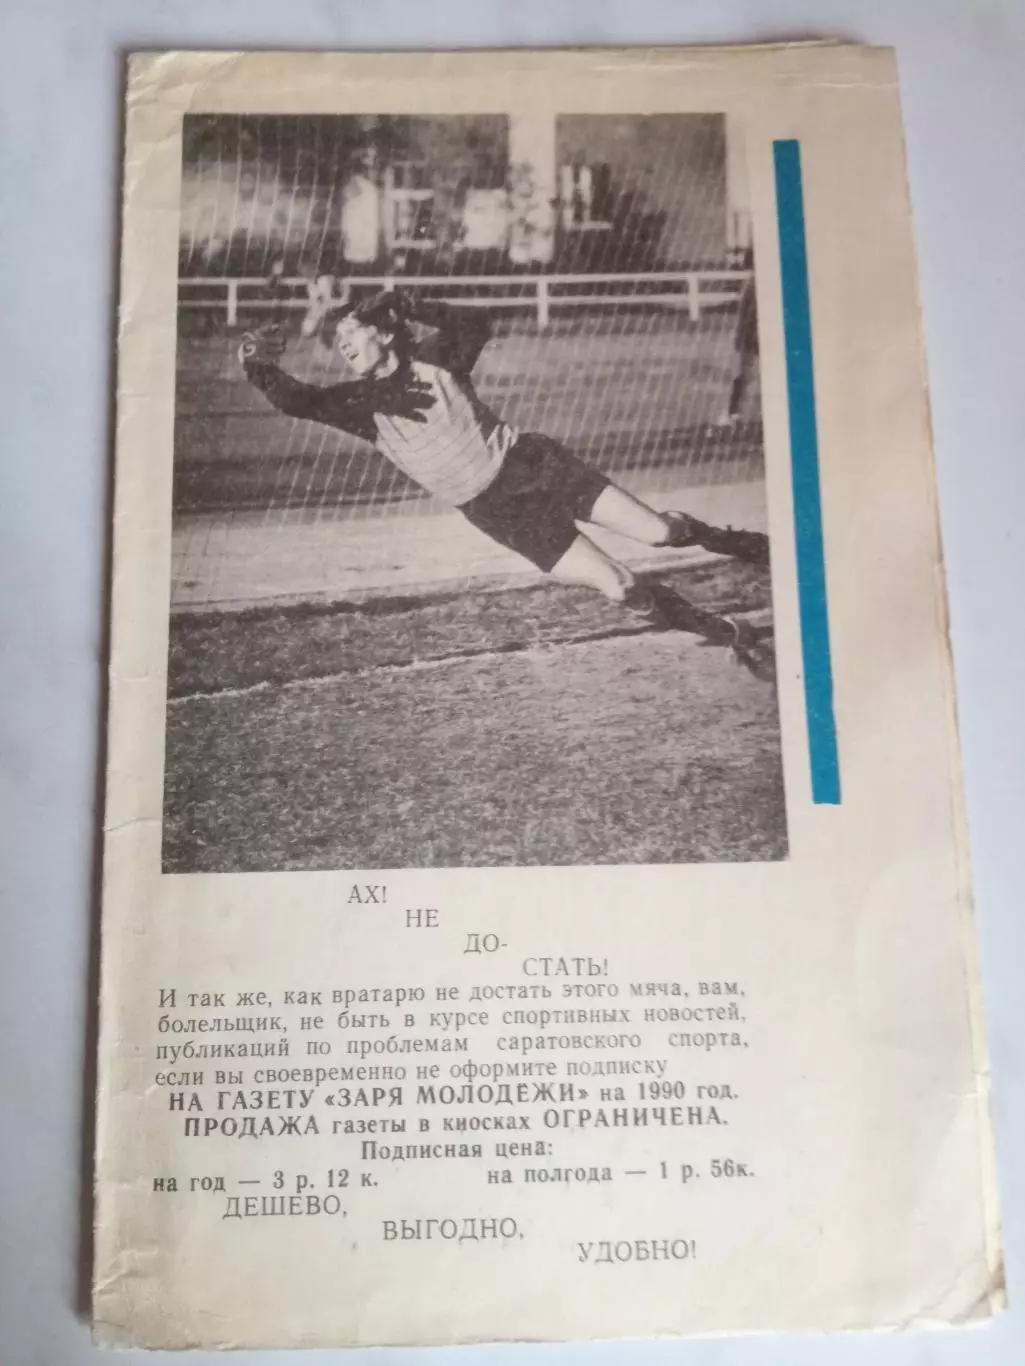 АХ!
НЕ
ДО-
СТАТЬ!
И так же, как вратарю не достать этого мяча, вам,
болельщик, не быть в курсе спортивных новостей,
публикаций по проблемам саратовского спорта,
если вы своевременно не оформите подписку
НА ГАЗЕТУ «ЗАРЯ МОЛОДЕЖИ» на 1990 год.
ПРОДАЖА газеты в киосках ОГРАНИЧЕНА.
Подписная цена:
на год — 3 р. 12 к. на полгода — 1 р. 56к.
ДЕШЕВО,
ВЫГОДНО,
УДОБНО!